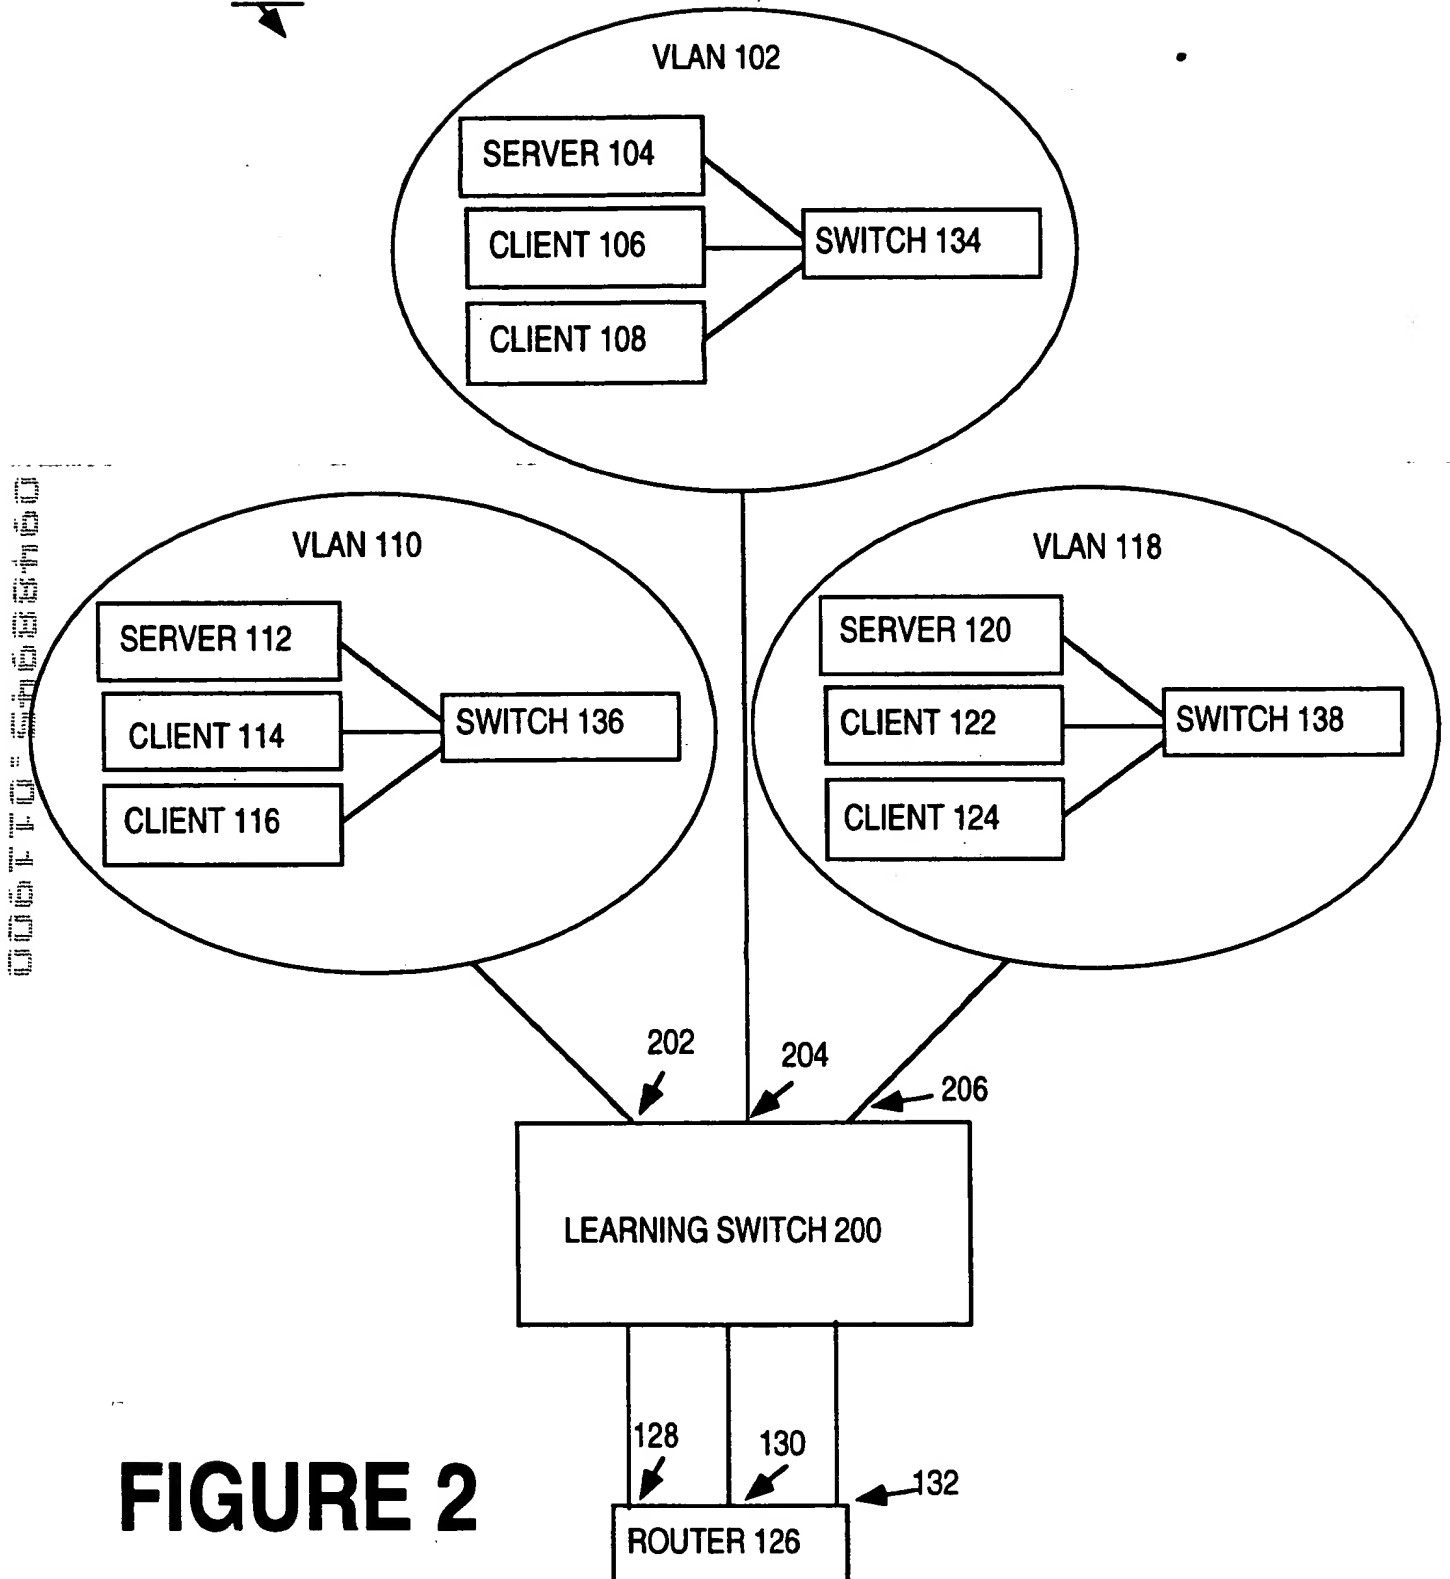 VLAN 102
SERVER 104
CLIENT 106
SWITCH 134
CLIENT 108
VLAN 110
SERVER 112
CLIENT 114
SWITCH 136
CLIENT 116
VLAN 118
SERVER 120
CLIENT 122
SWITCH 138
CLIENT 124
202
204
206
LEARNING SWITCH 200
128
130
132
ROUTER 126
FIGURE 2